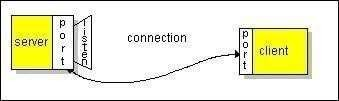 server
port
listen
connection
port
client